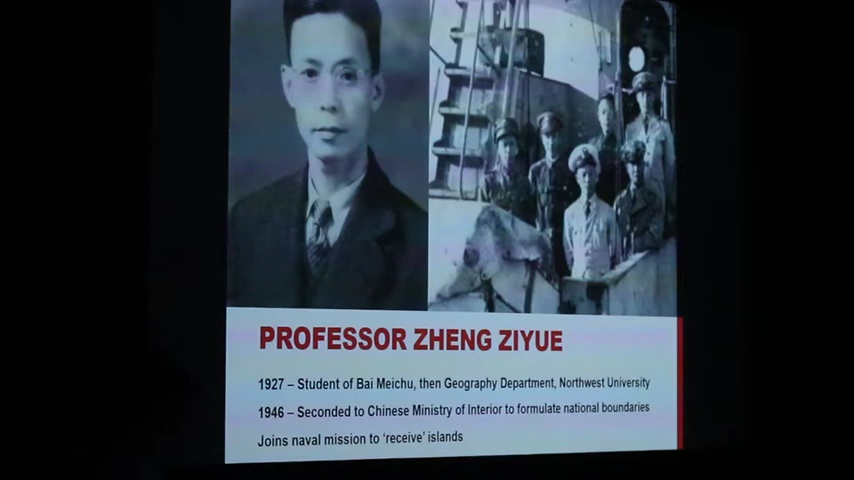 PROFESSOR ZHENG ZIYUE
1927 – Student of Bai Meichu, then Geography Department, Northwest University
1946 – Seconded to Chinese Ministry of Interior to formulate national boundaries
Joins naval mission to ‘receive’ islands